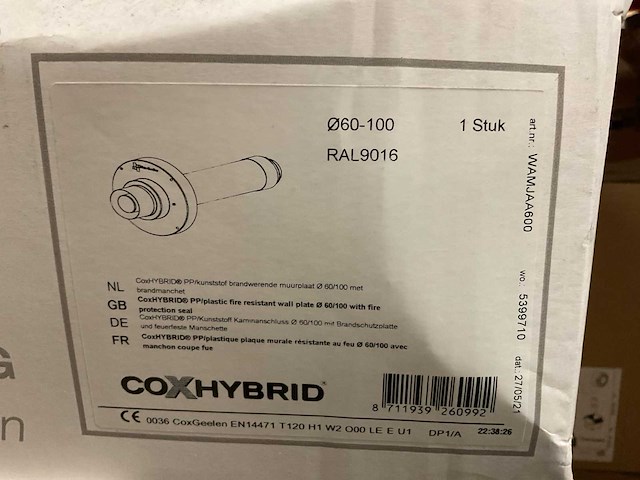 Ø60-100 1 Stuk
RAL9016
art.nr.: WAMJAA600
wo.: 5399710
dat.: 27/05/21
NL CoxHYBRID® PP/kunststof brandwerende muurplaat Ø 60/100 met
brandmanchet
GB CoxHYBRID® PP/plastic fire resistant wall plate Ø 60/100 with fire
protection seal
DE CoxHYBRID® PP/Kunststoff Kaminanschluss Ø 60/100 mit Brandschutzplatte
und feuerfeste Manschette
FR CoxHYBRID® PP/plastique plaque murale résistante au feu Ø 60/100 avec
manchon coupe fue
COXHYBRID®
8 711939 260992
CE 0036 CoxGeelen EN14471 T120 H1 W2 O00 LE E U1 DP1/A 22:38:26
G
n